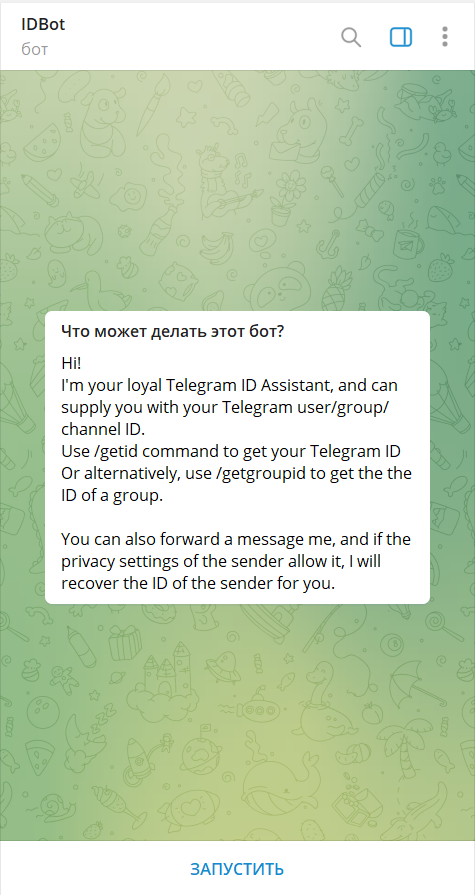 IDBot
бот
Что может делать этот бот?
Hi!
I'm your loyal Telegram ID Assistant, and can
supply you with your Telegram user/group/
channel ID.
Use /getid command to get your Telegram ID
Or alternatively, use /getgroupid to get the the
ID of a group.
You can also forward a message me, and if the
privacy settings of the sender allow it, I will
recover the ID of the sender for you.
ЗАПУСТИТЬ